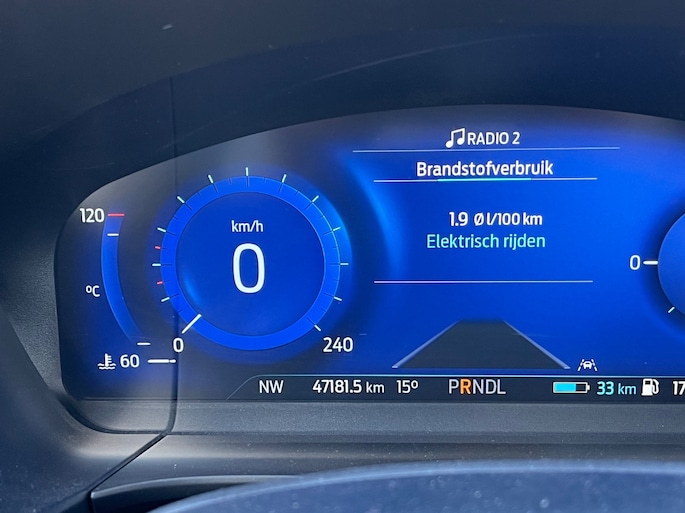 RADIO 2
Brandstofverbruik
1.9 Ø l/100 km
Elektrisch rijden
120
°C
60
km/h
0
0
240
0
NW 47181.5 km 15° PRNDL 33 km